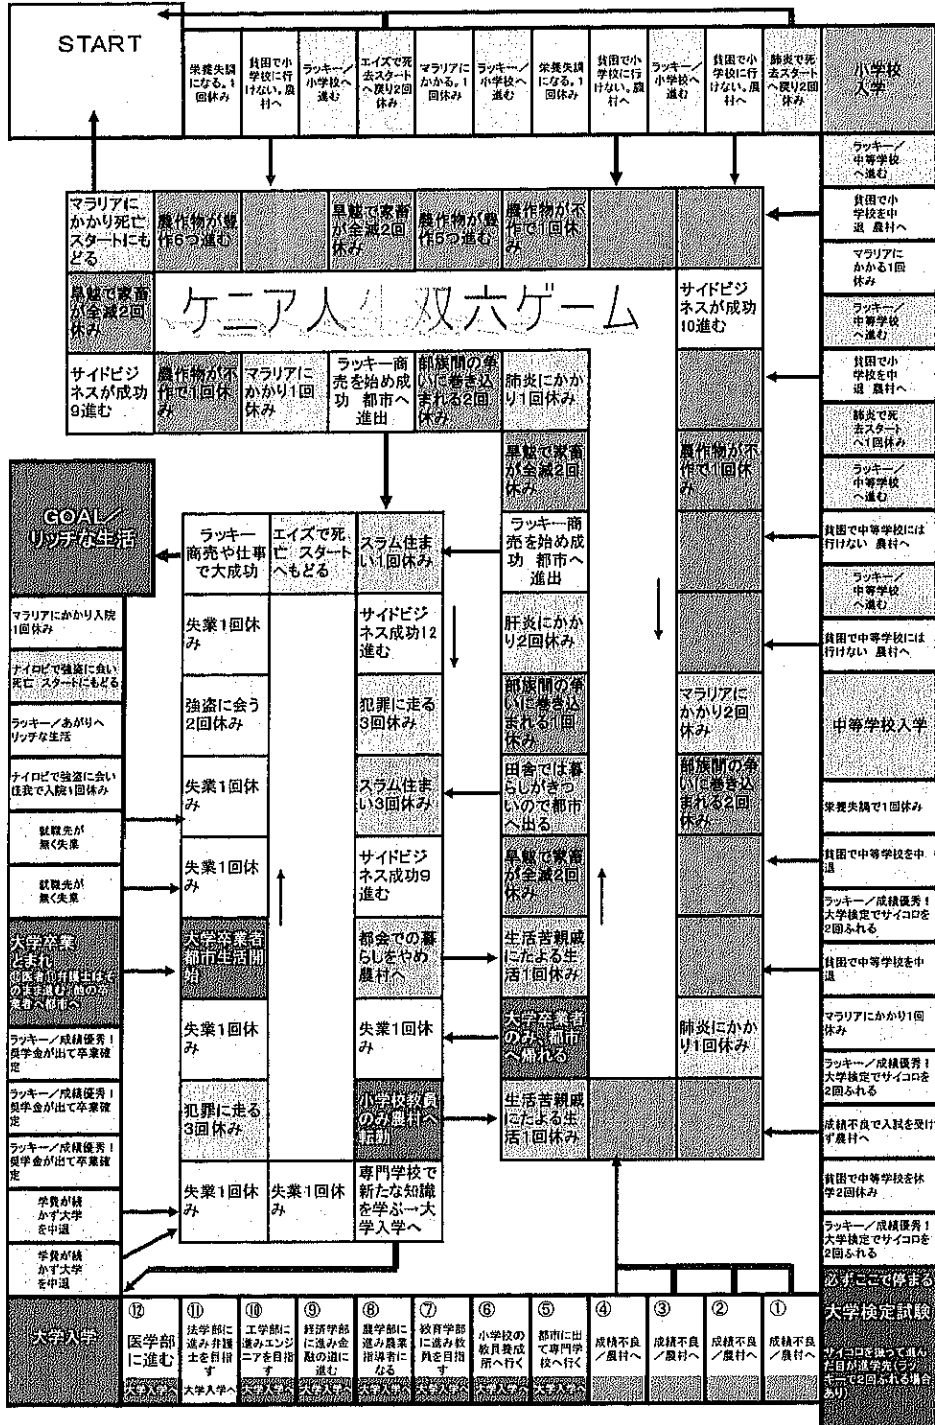 START
栄養失調
になる。1
回休み
貧困で小
学校に行
けない。農
村へ
ラッキー/
小学校へ
進む
エイズで死
去スタート
へ戻り2回
休み
マラリアに
かかる。1
回休み
ラッキー/
小学校へ
進む
栄養失調
になる。1
回休み
貧困で小
学校に行
けない。農
村へ
ラッキー/
小学校へ
進む
貧困で小
学校に行
けない。農
村へ
肺炎で死
去スタート
へ戻り2回
休み
小学校
入学
ラッキー/
中等学校
へ進む
貧困で小
学校を中
退 農村へ
マラリアに
かかる1回
休み
ラッキー/
中等学校
へ進む
貧困で小
学校を中
退 農村へ
肺炎で死
去スタート
へ1回休み
ラッキー/
中等学校
へ進む
貧困で中等学校には
行けない 農村へ
ラッキー/
中等学校
へ進む
貧困で中等学校には
行けない 農村へ
中等学校入学
栄養失調で1回休み
貧困で中等学校を中
退
ラッキー/成績優秀!
大学検定でサイコロを
2回ふれる
貧困で中等学校を中
退
マラリアにかかり1回
休み
ラッキー/成績優秀!
大学検定でサイコロを
2回ふれる
成績不良で入試を受け
ず農村へ
貧困で中等学校を休
学2回休み
ラッキー/成績優秀!
大学検定でサイコロを
2回ふれる
必ずここで停まる
大学検定試験
サイコロを振って進ん
だ目が進学先(ラッ
キーで2回ふれる場合
あり)
①
成績不良
/農村へ
②
成績不良
/農村へ
③
成績不良
/農村へ
④
成績不良
/農村へ
⑤
都市に出
て専門学
校へ行く
大学入学へ
⑥
小学校の
教員養成
所へ行く
大学入学へ
⑦
教育学部
に進み教
員を目指
す
大学入学へ
⑧
農学部に
進み農業
指導者に
なる
大学入学へ
⑨
経済学部
に進み金
融の道に
進む
大学入学へ
⑩
工学部に
進みエンジ
ニアを目指
す
大学入学へ
⑪
法学部に
進み弁護
士を目指
す
大学入学へ
⑫
医学部
に進む
大学入学へ
大学入学
学費が続
かず大学
を中退
学費が続
かず大学
を中退
ラッキー/成績優秀!
奨学金が出て卒業確
定
ラッキー/成績優秀!
奨学金が出て卒業確
定
ラッキー/成績優秀!
奨学金が出て卒業確
定
大学卒業
とまれ
就職先が
無く失業
就職先が
無く失業
ナイロビで強盗に会い
怪我で入院1回休み
ラッキー/あがりへ
リッチな生活
ナイロビで強盗に会い
死亡 スタートにもどる
マラリアにかかり入院
1回休み
GOAL/
リッチな生活
マラリアに
かかり死亡
スタートにも
どる
農作物が豊
作6つ進む
旱魃で家畜
が全滅2回
休み
農作物が豊
作5つ進む
農作物が不
作で1回休
み
旱魃で家畜
が全滅2回
休み
ケニア人生双六ゲーム
サイドビジ
ネスが成功
10進む
サイドビジ
ネスが成功
9進む
農作物が不
作で1回休み
マラリアに
かかり1回
休み
ラッキー商
売を始め成
功 都市へ
進出
部族間の争
いに巻き込
まれる2回
休み
肺炎にかか
り1回休み
旱魃で家畜
が全滅2回
休み
農作物が不
作で1回休
み
ラッキー商
売を始め成
功 都市へ
進出
肝炎にかか
り2回休み
部族間の争
いに巻き込
まれる1回
休み
田舎では暮
らしがきつ
いので都市
へ出る
旱魃で家畜
が全滅2回
休み
生活苦親戚
にたよる生
活1回休み
大学卒業者
のみ、都市
へ帰れる
生活苦親戚
にたよる生
活1回休み
マラリアに
かかり2回
休み
部族間の争
いに巻き込
まれる2回
休み
肺炎にかか
り1回休み
ラッキー
商売や仕事
で大成功
エイズで死
亡 スタート
へもどる
スラム住ま
い1回休み
失業1回休
み
サイドビジ
ネス成功12
進む
強盗に会う
2回休み
犯罪に走る
3回休み
失業1回休
み
スラム住ま
い3回休み
失業1回休
み
サイドビジ
ネス成功9
進む
大学卒業者
都市生活開
始
都会での暮
らしをやめ
農村へ
失業1回休
み
失業1回休
み
犯罪に走る
3回休み
小学校教員
のみ農村へ
転勤
失業1回休
み
失業1回休
み
専門学校で
新たな知識
を学ぶ→大
学入学へ